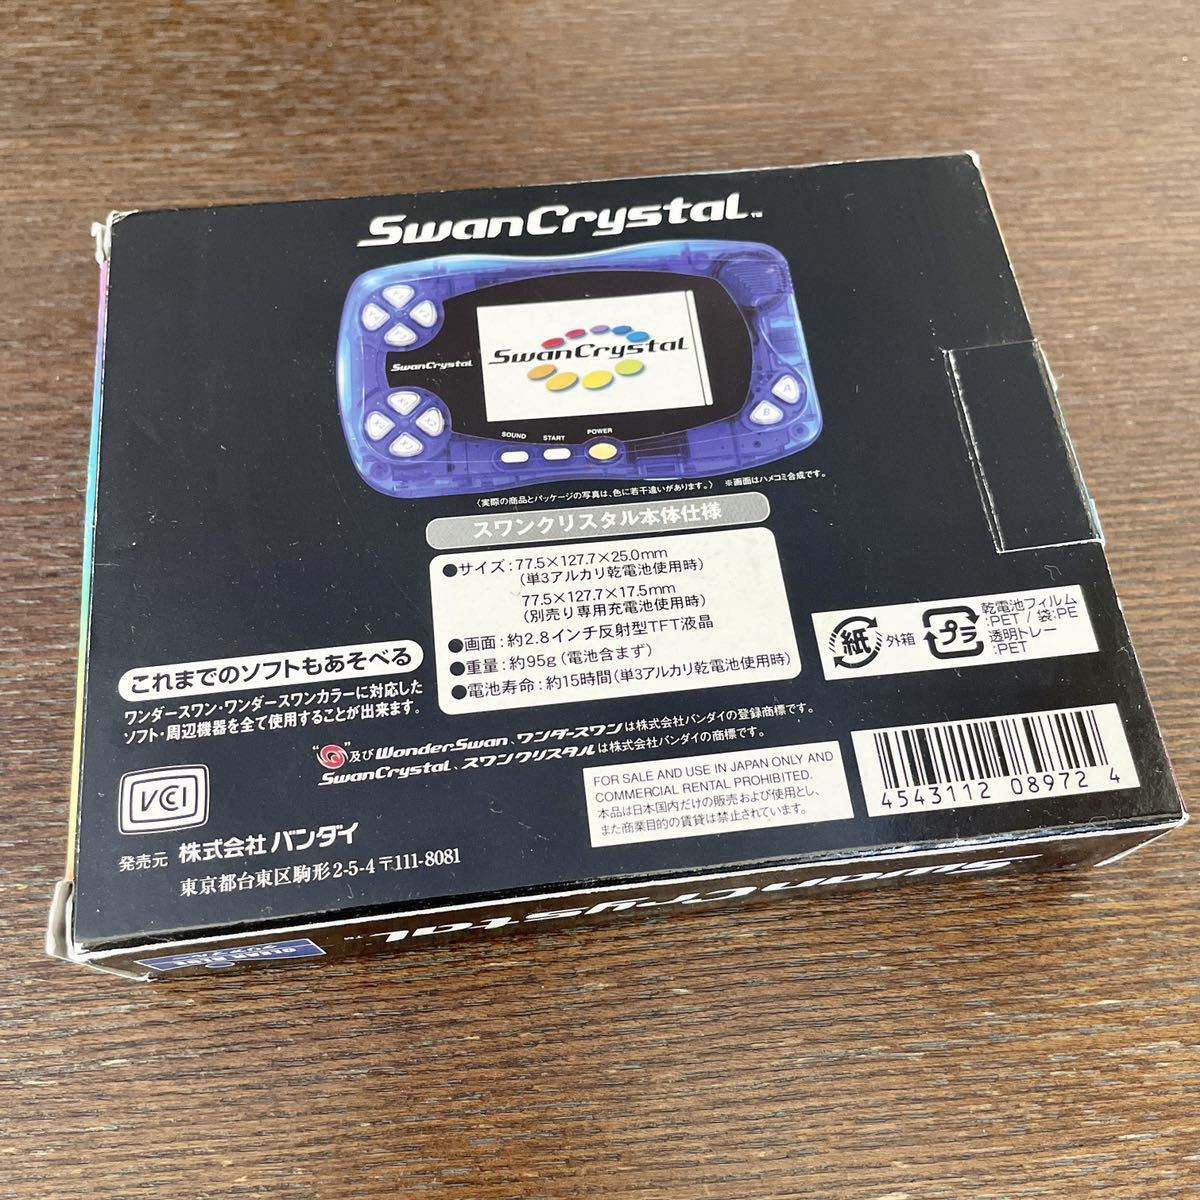 SwanCrystal™
SwanCrystal
SwanCrystal
Y1
Y2
Y3
Y4
X1
X2
X3
X4
A
B
SOUND
START
POWER
(実際の商品とパッケージの写真は、色に若干違いがあります。) ※画面はハメコミ合成です。
スワンクリスタル本体仕様
●サイズ:77.5×127.7×25.0mm
(単3アルカリ乾電池使用時)
77.5×127.7×17.5mm
(別売り専用充電池使用時)
●画面:約2.8インチ反射型TFT液晶
●重量:約95g(電池含まず)
●電池寿命:約15時間(単3アルカリ乾電池使用時)
これまでのソフトもあそべる
ワンダースワン・ワンダースワンカラーに対応した
ソフト・周辺機器を全て使用することが出来ます。
紙 外箱
プラ
乾電池フィルム
:PET / 袋:PE
透明トレー
:PET
“ ”及びWonderSwan、ワンダースワンは株式会社バンダイの登録商標です。
SwanCrystal、スワンクリスタルは株式会社バンダイの商標です。
VCCI
発売元 株式会社 バンダイ
東京都台東区駒形2-5-4 〒111-8081
FOR SALE AND USE IN JAPAN ONLY AND
COMMERCIAL RENTAL PROHIBITED.
本品は日本国内だけの販売および使用とし、
また商業目的の賃貸は禁止されています。
4543112 08972 4
SwanCrystal™
CLEAR BLUE